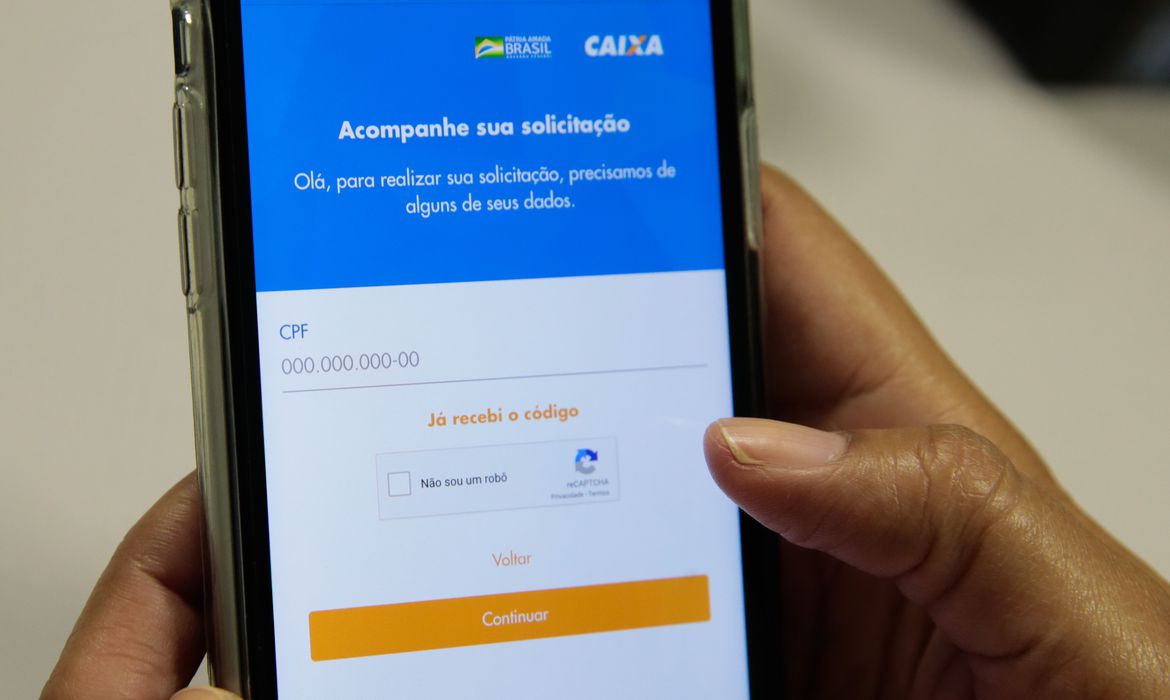 PÁTRIA AMADA
BRASIL
GOVERNO FEDERAL
CAIXA
Acompanhe sua solicitação
Olá, para realizar sua solicitação, precisamos de
alguns de seus dados.
CPF
000.000.000-00
Já recebi o código
Não sou um robô
reCAPTCHA
Privacidade - Termos
Voltar
Continuar